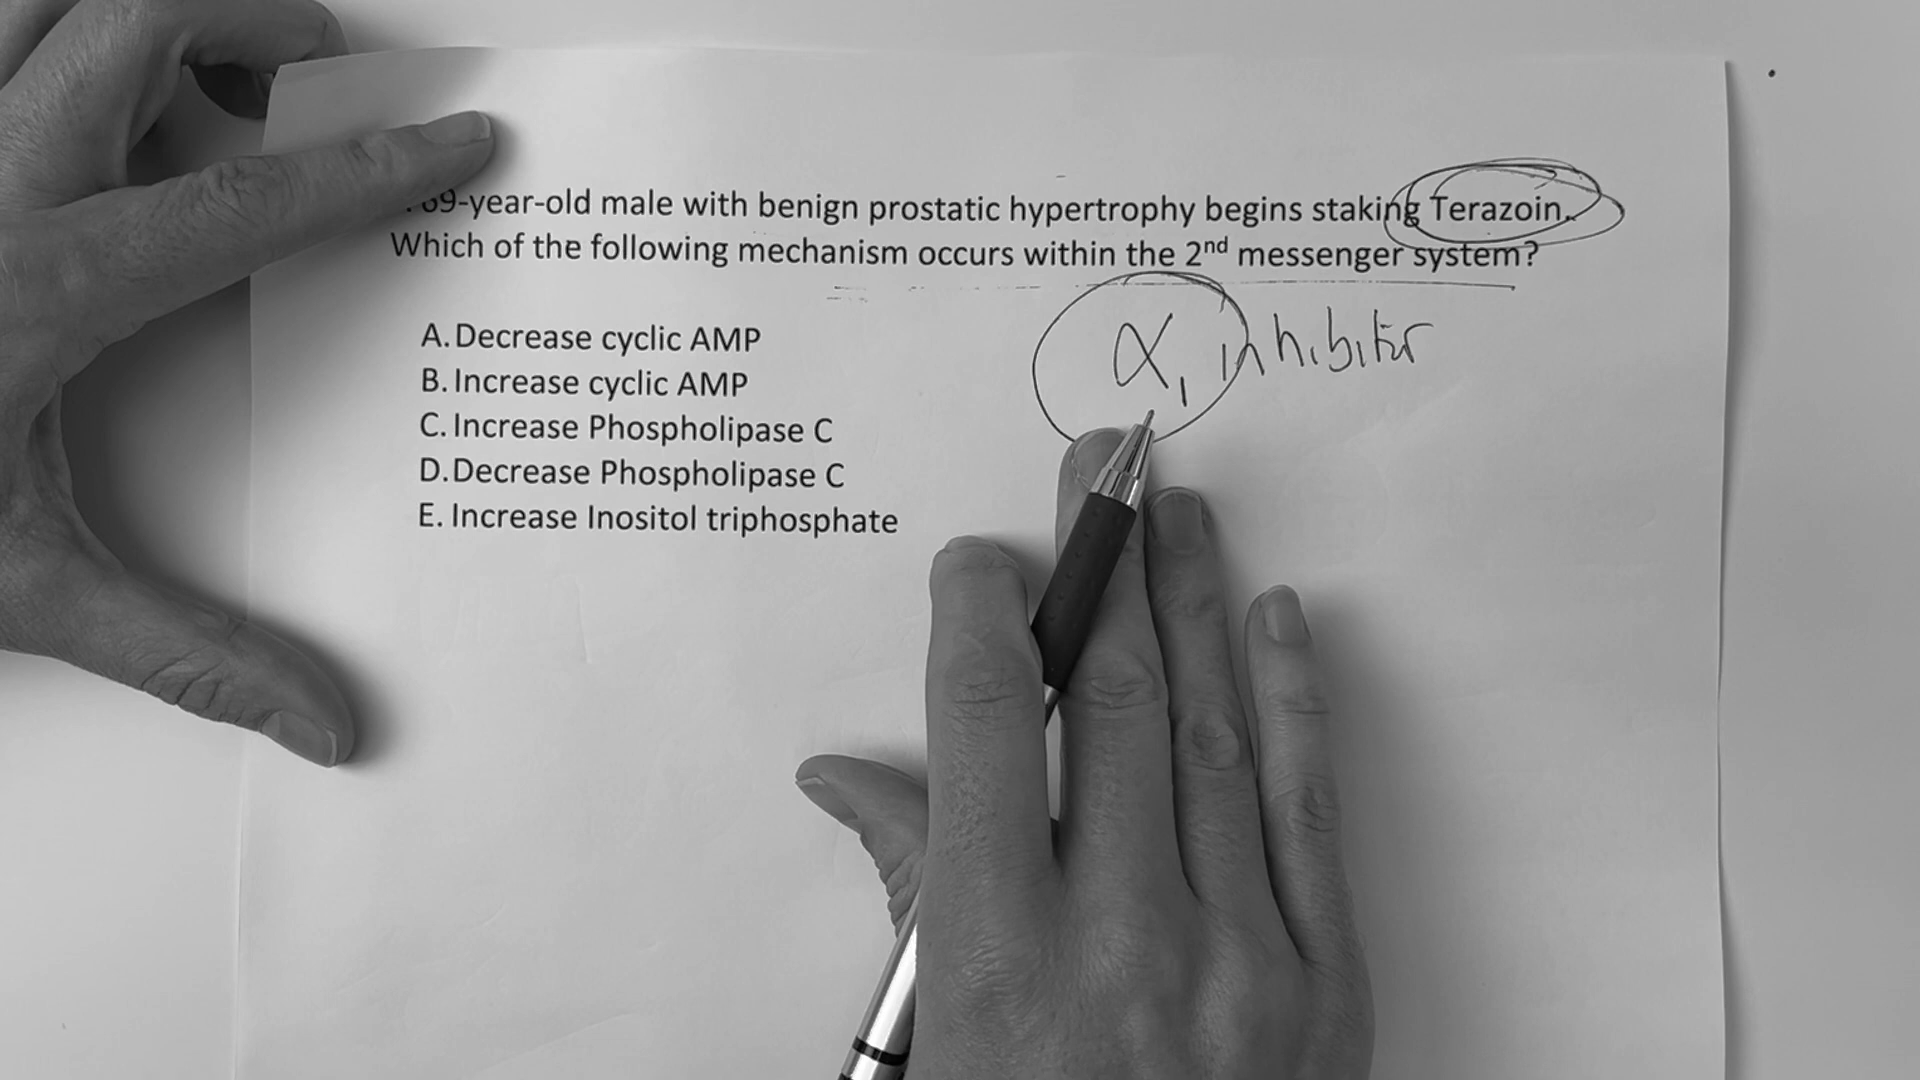 69-year-old male with benign prostatic hypertrophy begins staking Terazoin.
Which of the following mechanism occurs within the 2nd messenger system?
α1 inhibitor
A. Decrease cyclic AMP
B. Increase cyclic AMP
C. Increase Phospholipase C
D. Decrease Phospholipase C
E. Increase Inositol triphosphate